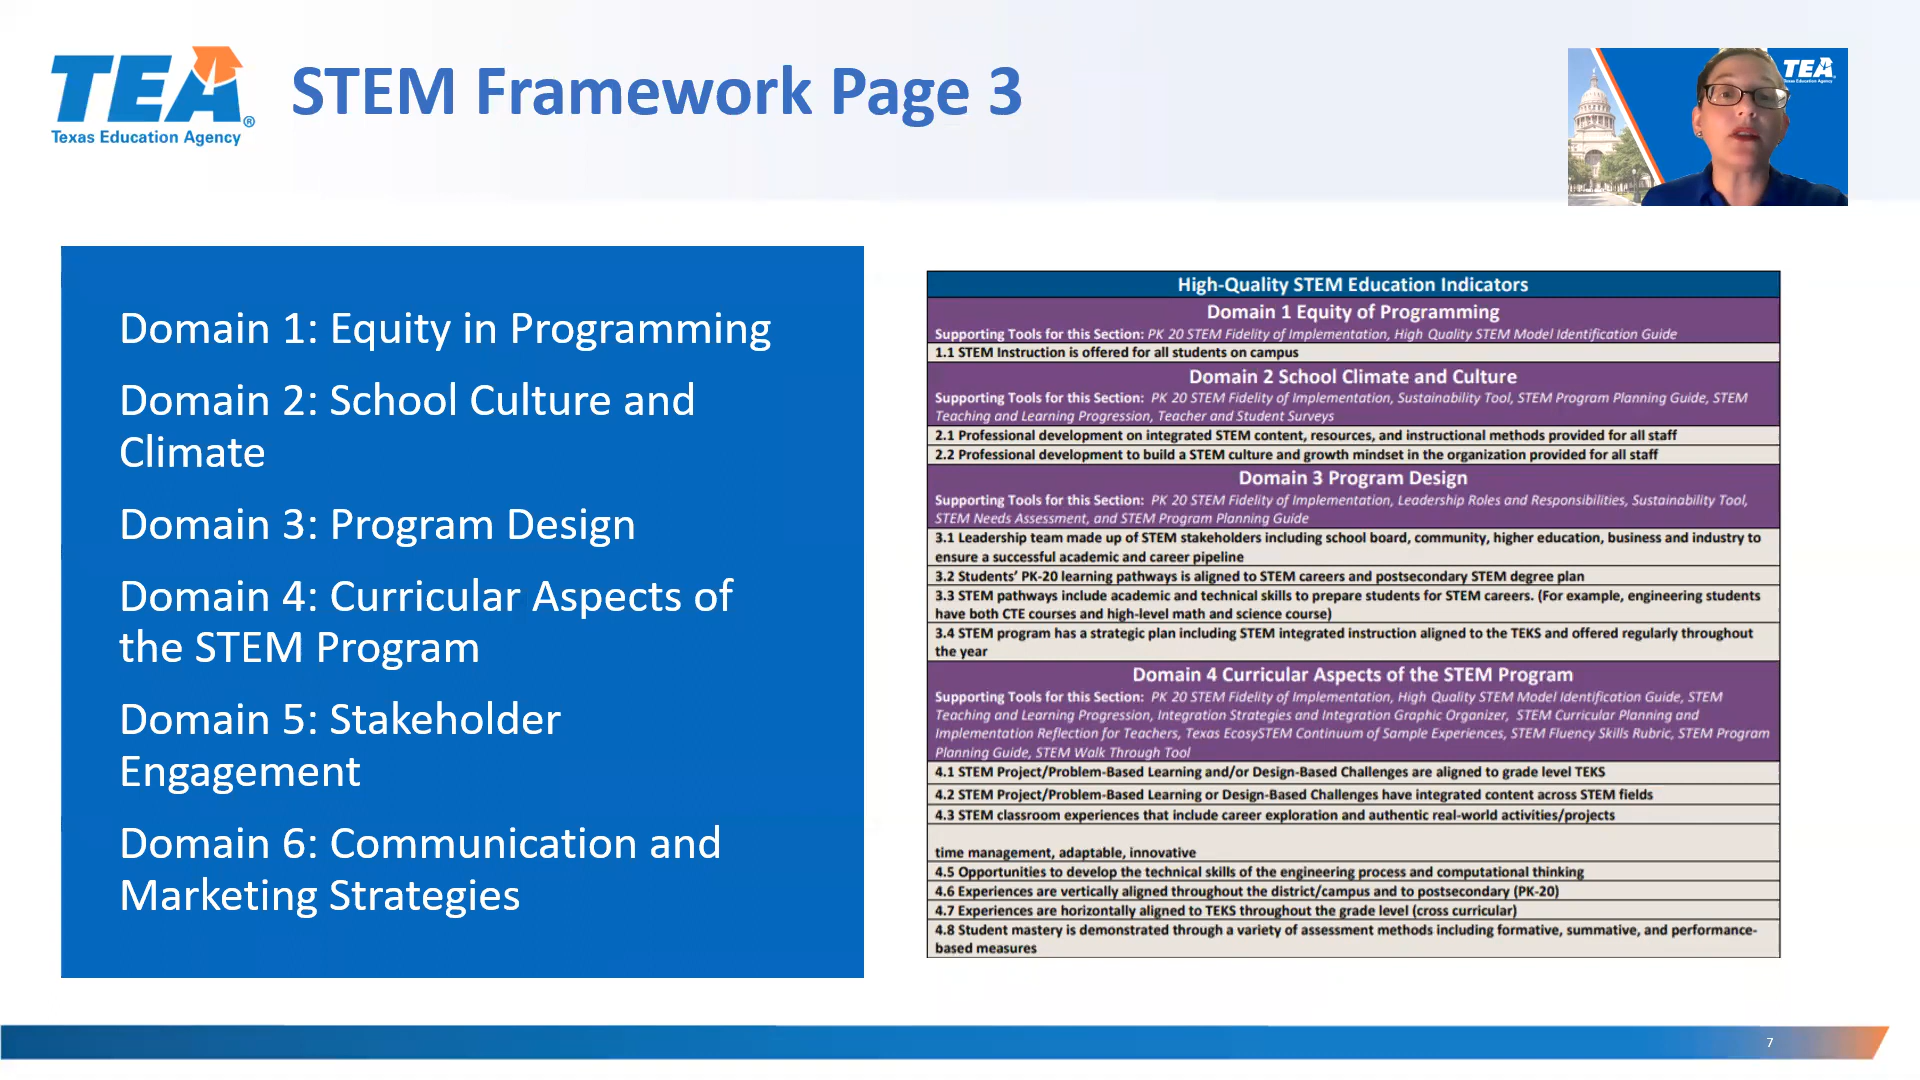 TEA
Texas Education Agency
STEM Framework Page 3
TEA
Texas Education Agency
Domain 1: Equity in Programming
Domain 2: School Culture and
Climate
Domain 3: Program Design
Domain 4: Curricular Aspects of
the STEM Program
Domain 5: Stakeholder
Engagement
Domain 6: Communication and
Marketing Strategies
High-Quality STEM Education Indicators
Domain 1 Equity of Programming
Supporting Tools for this Section: PK 20 STEM Fidelity of Implementation, High Quality STEM Model Identification Guide
1.1 STEM Instruction is offered for all students on campus
Domain 2 School Climate and Culture
Supporting Tools for this Section: PK 20 STEM Fidelity of Implementation, Sustainability Tool, STEM Program Planning Guide, STEM
Teaching and Learning Progression, Teacher and Student Surveys
2.1 Professional development on integrated STEM content, resources, and instructional methods provided for all staff
2.2 Professional development to build a STEM culture and growth mindset in the organization provided for all staff
Domain 3 Program Design
Supporting Tools for this Section: PK 20 STEM Fidelity of Implementation, Leadership Roles and Responsibilities, Sustainability Tool,
STEM Needs Assessment, and STEM Program Planning Guide
3.1 Leadership team made up of STEM stakeholders including school board, community, higher education, business and industry to
ensure a successful academic and career pipeline
3.2 Students' PK-20 learning pathways is aligned to STEM careers and postsecondary STEM degree plan
3.3 STEM pathways include academic and technical skills to prepare students for STEM careers. (For example, engineering students
have both CTE courses and high-level math and science course)
3.4 STEM program has a strategic plan including STEM integrated instruction aligned to the TEKS and offered regularly throughout
the year
Domain 4 Curricular Aspects of the STEM Program
Supporting Tools for this Section: PK 20 STEM Fidelity of Implementation, High Quality STEM Model Identification Guide, STEM
Teaching and Learning Progression, Integration Strategies and Integration Graphic Organizer, STEM Curricular Planning and
Implementation Reflection for Teachers, Texas EcosySTEM Continuum of Sample Experiences, STEM Fluency Skills Rubric, STEM Program
Planning Guide, STEM Walk Through Tool
4.1 STEM Project/Problem-Based Learning and/or Design-Based Challenges are aligned to grade level TEKS
4.2 STEM Project/Problem-Based Learning or Design-Based Challenges have integrated content across STEM fields
4.3 STEM classroom experiences that include career exploration and authentic real-world activities/projects
time management, adaptable, innovative
4.5 Opportunities to develop the technical skills of the engineering process and computational thinking
4.6 Experiences are vertically aligned throughout the district/campus and to postsecondary (PK-20)
4.7 Experiences are horizontally aligned to TEKS throughout the grade level (cross curricular)
4.8 Student mastery is demonstrated through a variety of assessment methods including formative, summative, and performance-
based measures
7